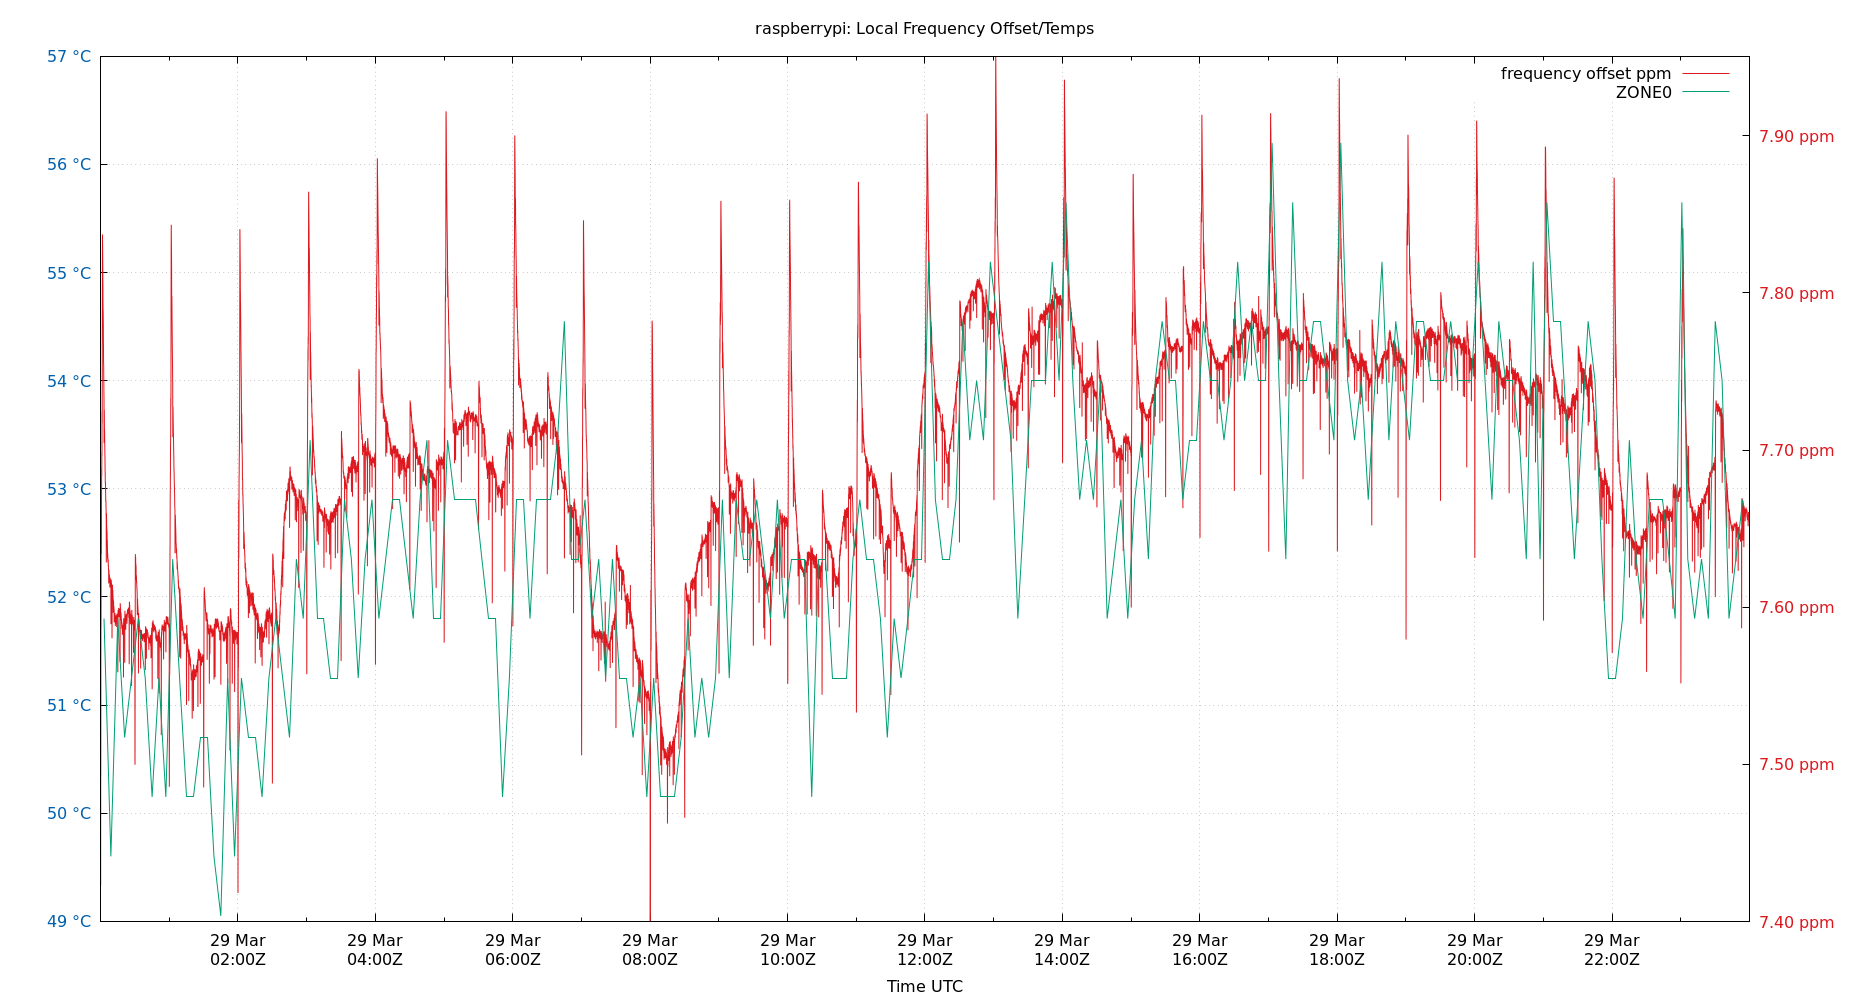 raspberrypi: Local Frequency Offset/Temps
frequency offset ppm
ZONE0
57 °C
56 °C
55 °C
54 °C
53 °C
52 °C
51 °C
50 °C
49 °C
7.90 ppm
7.80 ppm
7.70 ppm
7.60 ppm
7.50 ppm
7.40 ppm
29 Mar 29 Mar 29 Mar 29 Mar 29 Mar 29 Mar 29 Mar 29 Mar 29 Mar 29 Mar 29 Mar
02:00Z 04:00Z 06:00Z 08:00Z 10:00Z 12:00Z 14:00Z 16:00Z 18:00Z 20:00Z 22:00Z
Time UTC